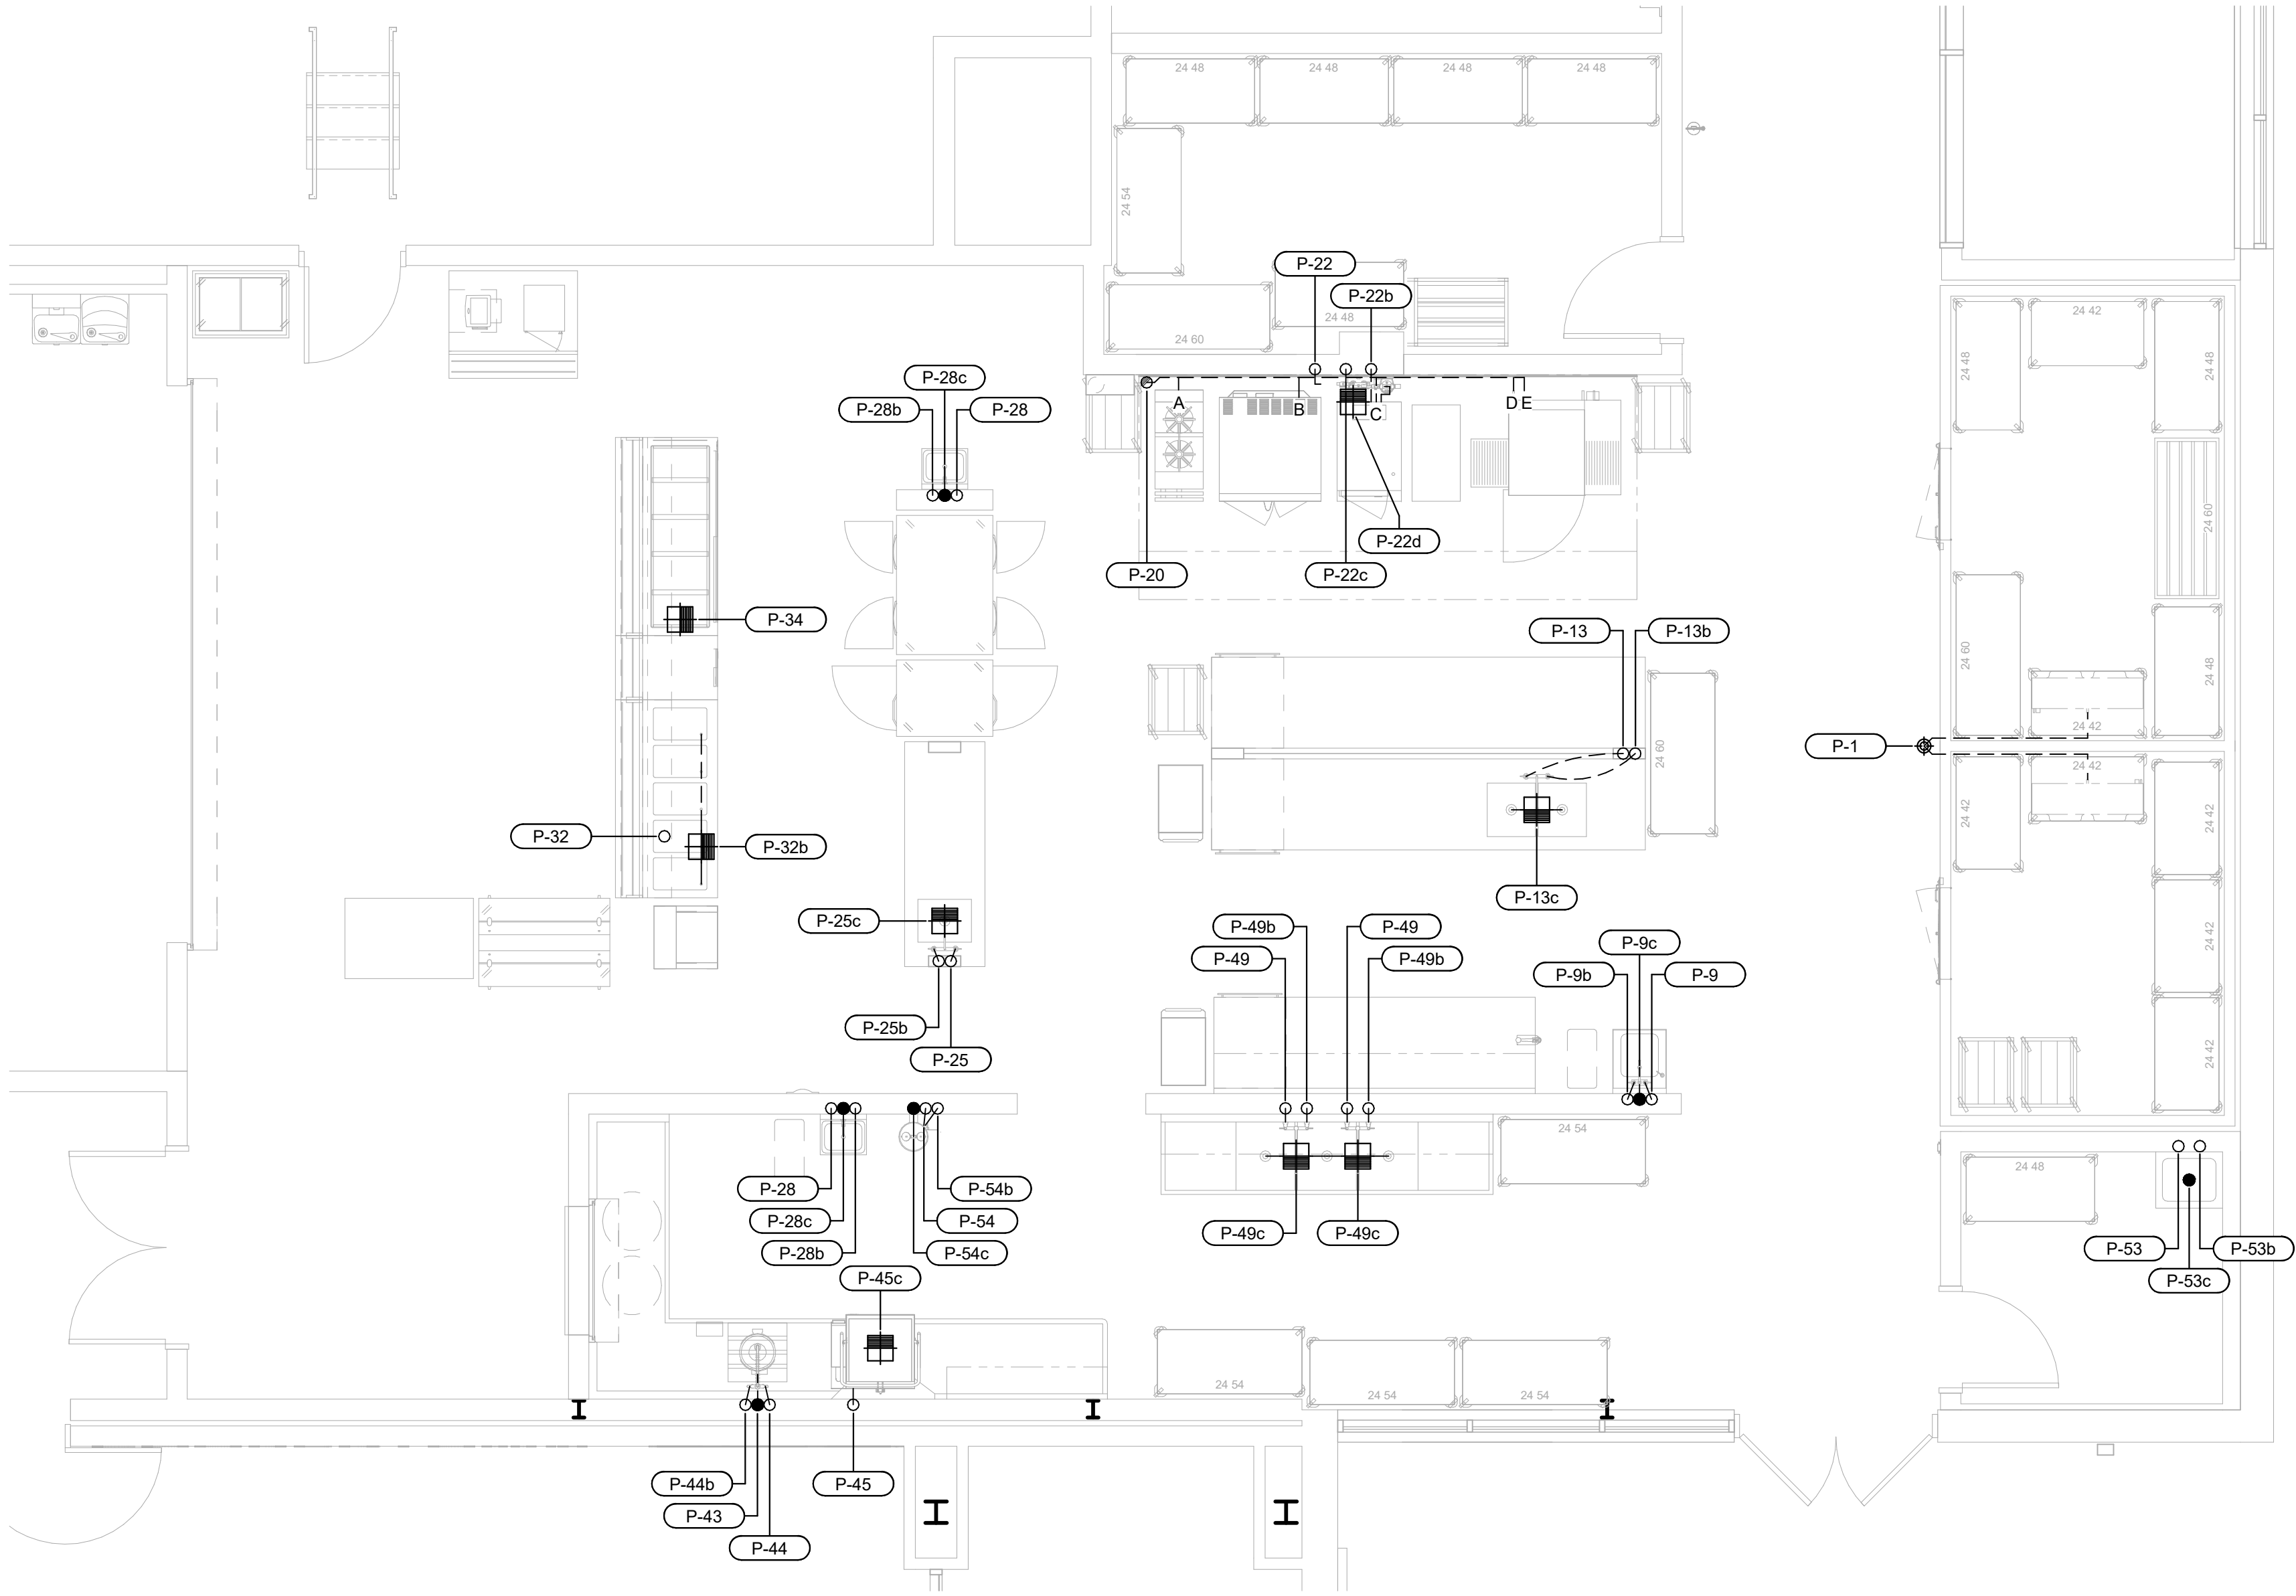 24 48
24 48
24 48
24 48
24 54
P-22
P-22b
24 48
24 60
24 42
24 48
24 48
P-28c
P-28b
P-28
A
B
C
D
E
24 60
P-22d
P-20
P-22c
P-34
P-13
P-13b
24 60
24 48
24 60
24 42
P-1
24 42
24 42
24 42
P-32
P-32b
P-13c
P-25c
P-49b
P-49
P-9c
24 42
P-49
P-49b
P-9b
P-9
P-25b
P-25
24 42
24 54
24 48
P-28
P-54b
P-28c
P-54
P-28b
P-54c
P-49c
P-49c
P-53
P-53b
P-53c
P-45c
24 54
24 54
24 54
P-44b
P-45
P-43
P-44